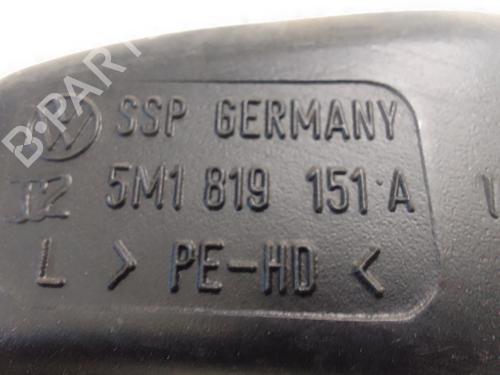 SSP GERMANY
5M1 819 151 A
L > PE-HD <
B-PARTS